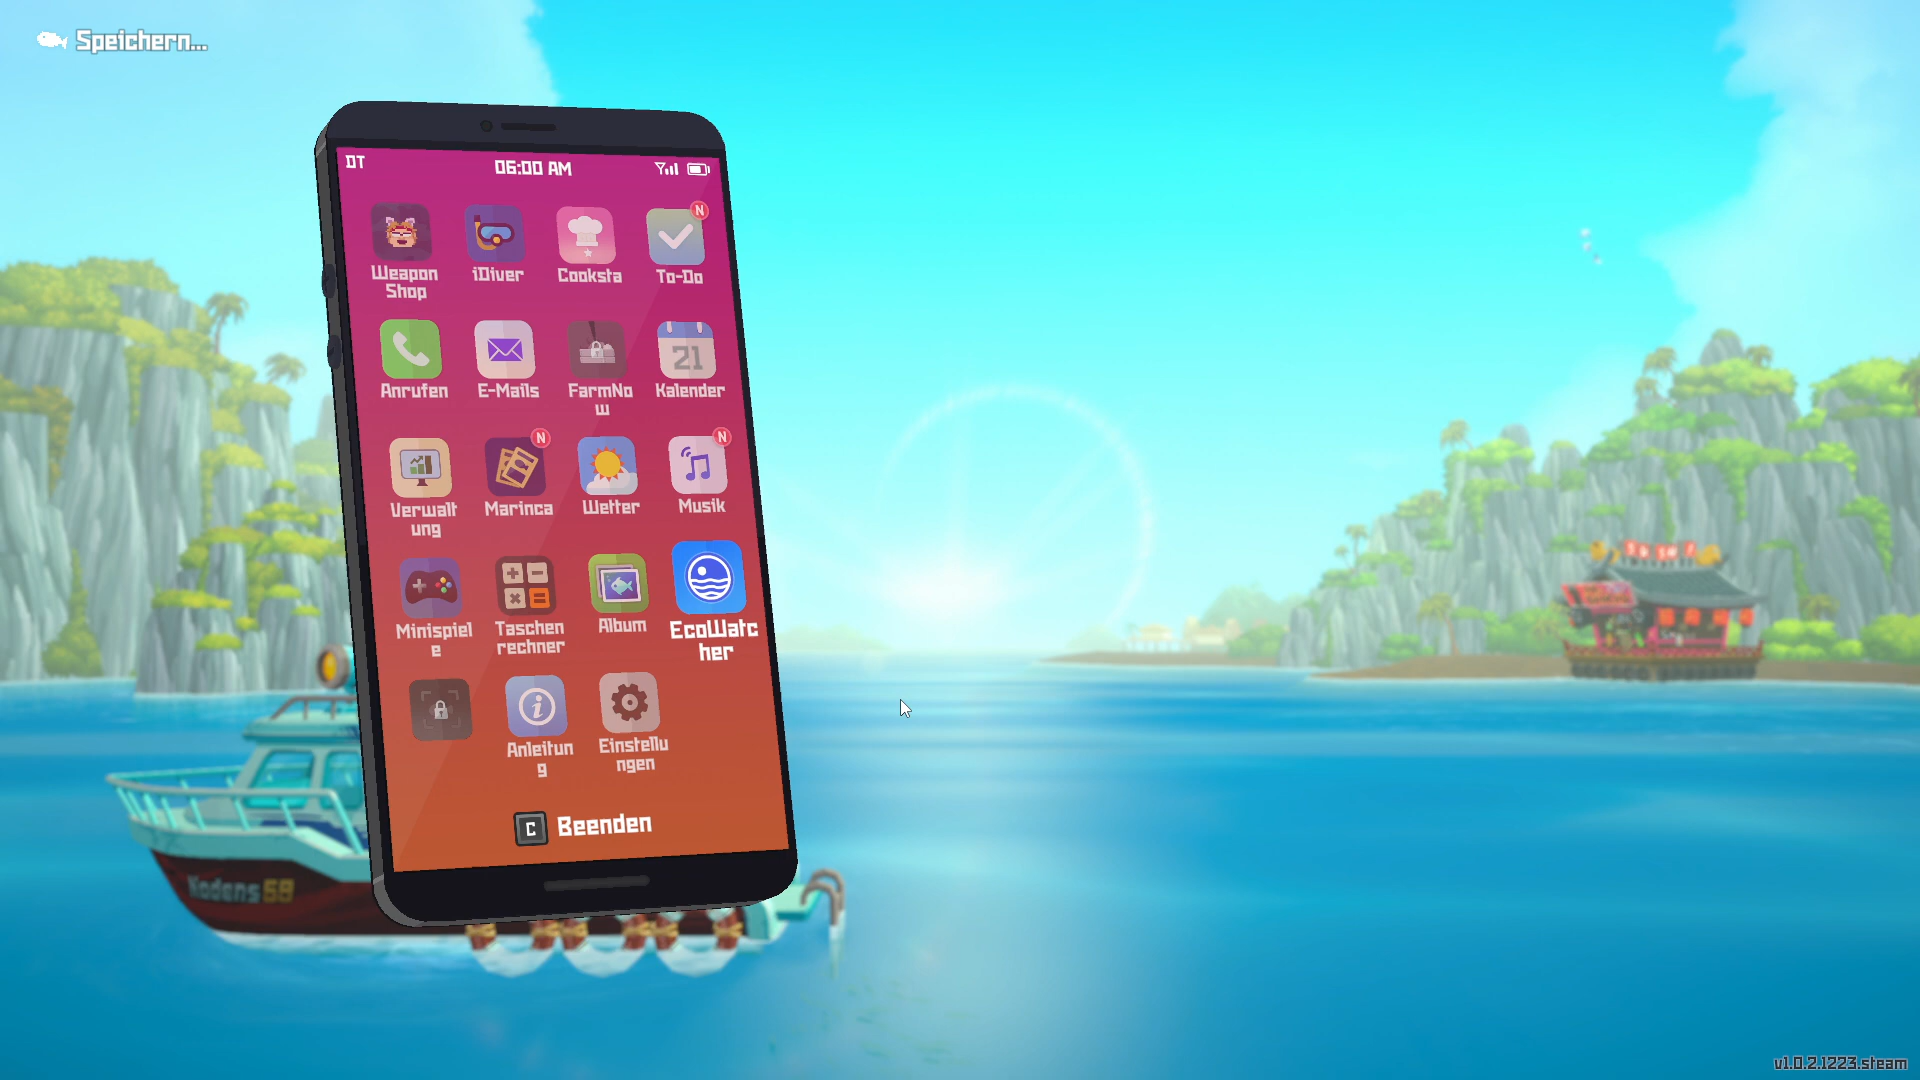 Speichern...
DT
06:00 AM
Weapon
Shop
iDiver
Cooksta
N
To-Do
Anrufen
E-Mails
FarmNo
w
21
Kalender
Verwalt
ung
N
Marinca
Wetter
N
Musik
Minispiel
e
Taschen
rechner
Album
EcoWatc
her
Anleitun
g
Einstellu
ngen
C Beenden
v1.0.2.1223.steam